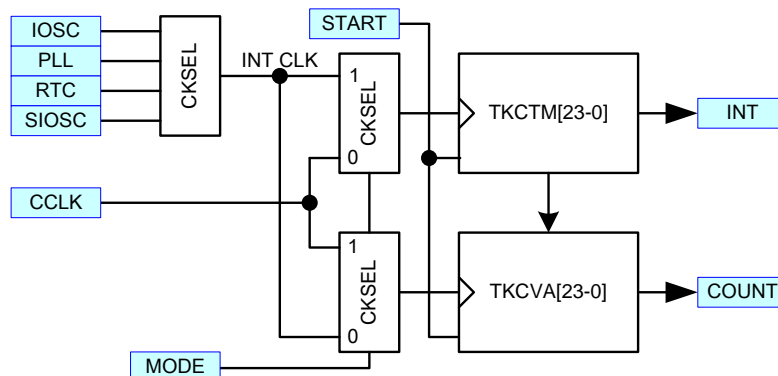 IOSC
PLL
RTC
SIOSC
CKSEL
INT CLK
START
1
0
CKSEL
TKCTM[23-0]
INT
CCLK
1
0
CKSEL
TKCVA[23-0]
COUNT
MODE